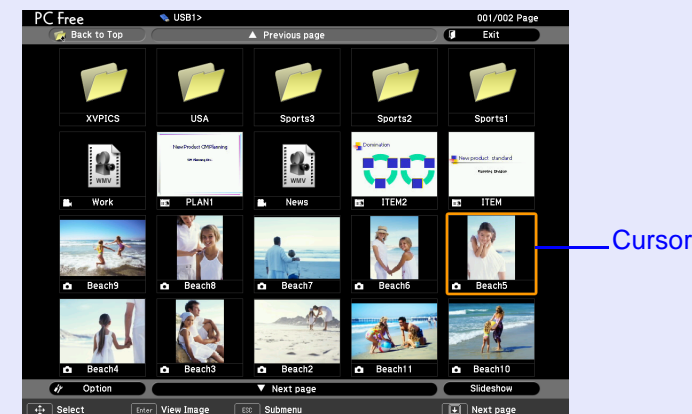 PC Free USB1> 001/002 Page
Back to Top Previous page Exit
XVPICS USA Sports3 Sports2 Sports1
New Product CMPlanning
Domination
New product standard
Planning Division
WMV WMV
Work PLAN1 News ITEM2 ITEM
Cursor
Beach9 Beach8 Beach7 Beach6 Beach5
Beach4 Beach3 Beach2 Beach11 Beach10
Option Next page Slideshow
Select Enter View Image ESC Submenu Next page